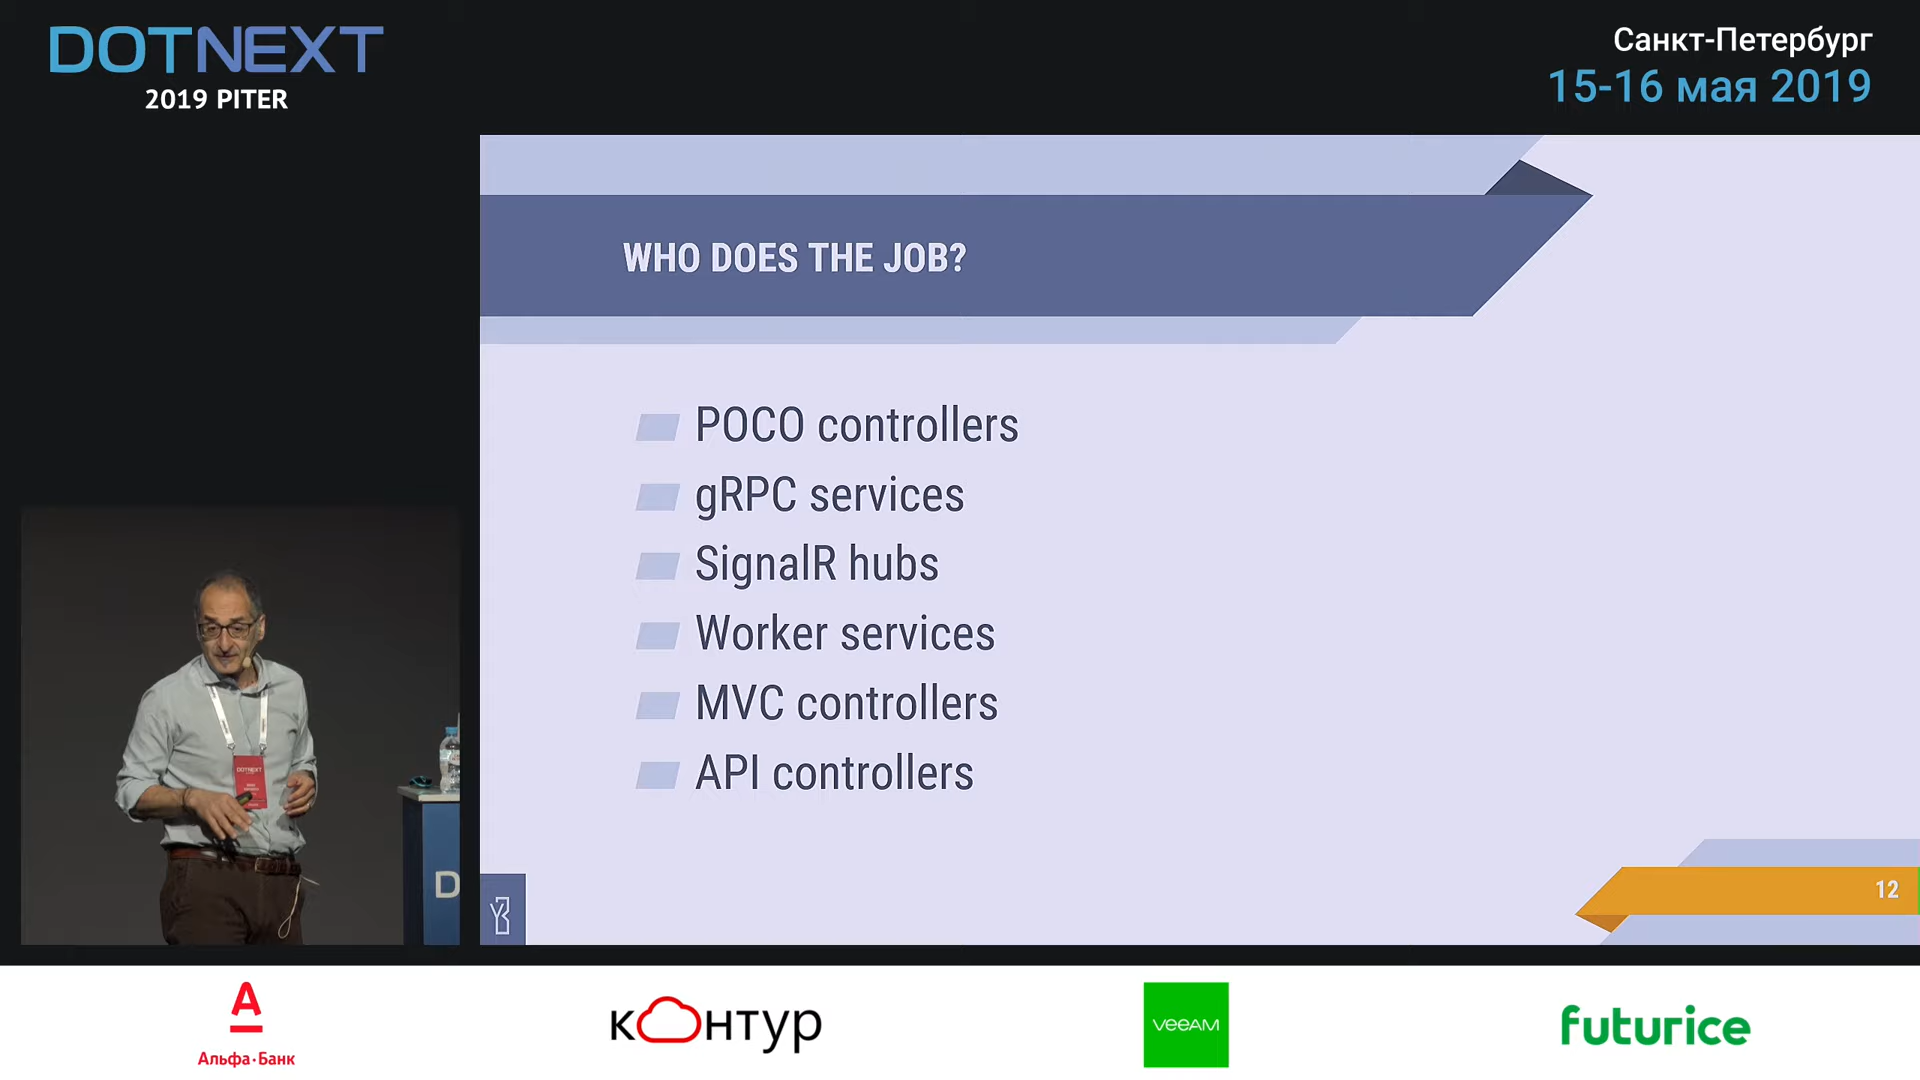 DOTNEXT
2019 PITER
Санкт-Петербург
15-16 мая 2019
WHO DOES THE JOB?
POCO controllers
gRPC services
SignalR hubs
Worker services
MVC controllers
API controllers
12
DOTNEXT
D
А
Альфа·Банк
контур
veeAM
futurice